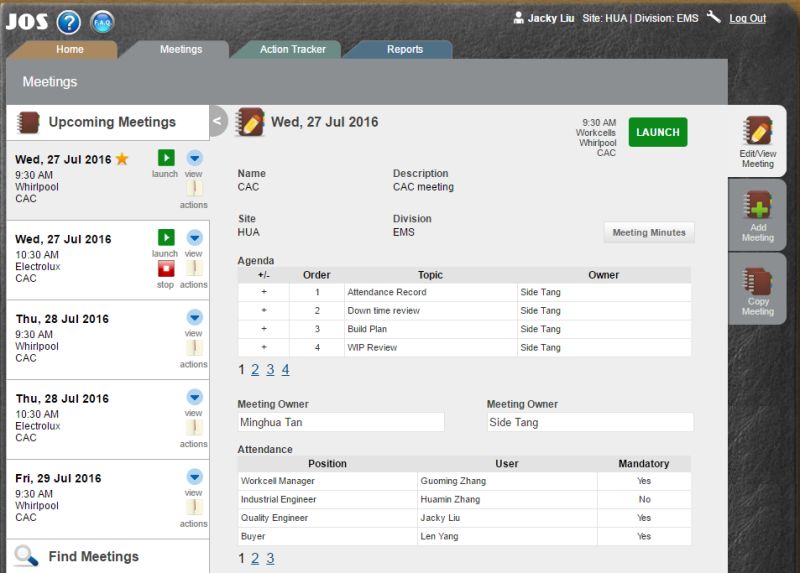 JOS ? F.A.Q Jacky Liu Site: HUA | Division: EMS Log Out
Home Meetings Action Tracker Reports
Meetings
Upcoming Meetings
Wed, 27 Jul 2016
9:30 AM
Whirlpool
CAC
launch view
actions
Wed, 27 Jul 2016
10:30 AM
Electrolux
CAC
launch view
stop actions
Thu, 28 Jul 2016
9:30 AM
Whirlpool
CAC
view
actions
Thu, 28 Jul 2016
10:30 AM
Electrolux
CAC
view
actions
Fri, 29 Jul 2016
9:30 AM
Whirlpool
CAC
view
actions
Find Meetings
<
Wed, 27 Jul 2016
9:30 AM
Workcells
Whirlpool
CAC
LAUNCH
Name Description
CAC CAC meeting
Site Division
HUA EMS
Meeting Minutes
Agenda
+/- Order Topic Owner
+ 1 Attendance Record Side Tang
+ 2 Down time review Side Tang
+ 3 Build Plan Side Tang
+ 4 WIP Review Side Tang
1 2 3 4
Meeting Owner Meeting Owner
Minghua Tan Side Tang
Attendance
Position User Mandatory
Workcell Manager Guoming Zhang Yes
Industrial Engineer Huamin Zhang No
Quality Engineer Jacky Liu Yes
Buyer Len Yang Yes
1 2 3
Edit/View
Meeting
Add
Meeting
Copy
Meeting